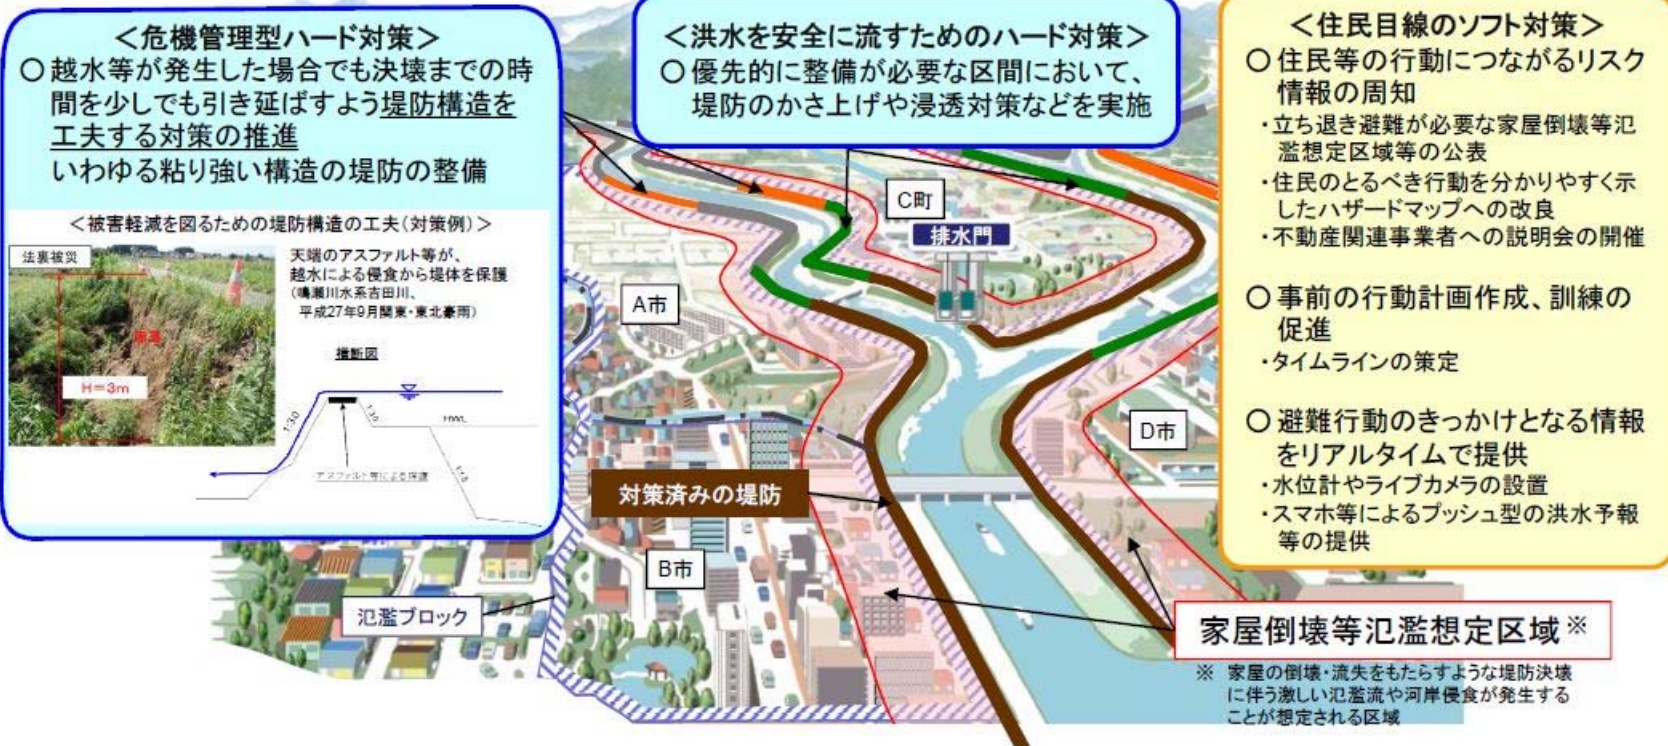 ＜危機管理型ハード対策＞
○越水等が発生した場合でも決壊までの時
間を少しでも引き延ばすよう堤防構造を
工夫する対策の推進
いわゆる粘り強い構造の堤防の整備
＜被害軽減を図るための堤防構造の工夫（対策例）＞
法裏被災
H=3m
天端のアスファルト等が、
越水による侵食から堤体を保護
（鳴瀬川水系吉田川、
平成27年9月関東・東北豪雨）
横断図
1:3.0
1:3.0
アスファルト等による保護
＜洪水を安全に流すためのハード対策＞
○優先的に整備が必要な区間において、
堤防のかさ上げや浸透対策などを実施
C町
排水門
A市
D市
対策済みの堤防
B市
氾濫ブロック
＜住民目線のソフト対策＞
○住民等の行動につながるリスク
情報の周知
・立ち退き避難が必要な家屋倒壊等氾
濫想定区域等の公表
・住民のとるべき行動を分かりやすく示
したハザードマップへの改良
・不動産関連事業者への説明会の開催
○事前の行動計画作成、訓練の
促進
・タイムラインの策定
○避難行動のきっかけとなる情報
をリアルタイムで提供
・水位計やライブカメラの設置
・スマホ等によるプッシュ型の洪水予報
等の提供
家屋倒壊等氾濫想定区域※
※ 家屋の倒壊・流失をもたらすような堤防決壊
に伴う激しい氾濫流や河岸侵食が発生する
ことが想定される区域